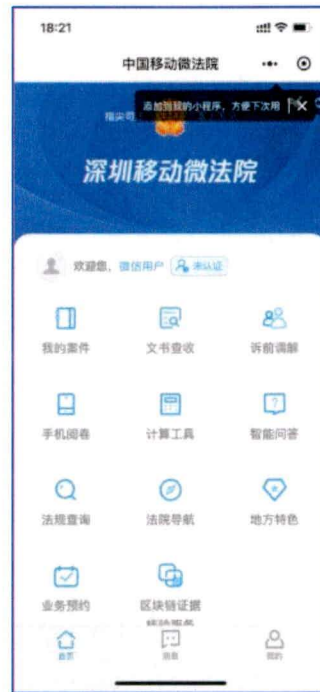 18:21
中国移动微法院
添加到我的小程序，方便下次用
指尖
深圳移动微法院
欢迎您，微信用户 未认证
我的案件 文书查收 诉前调解
手机阅卷 计算工具 智能问答
法规查询 法院导航 地方特色
业务预约 区块链证据
首页 消息 我的